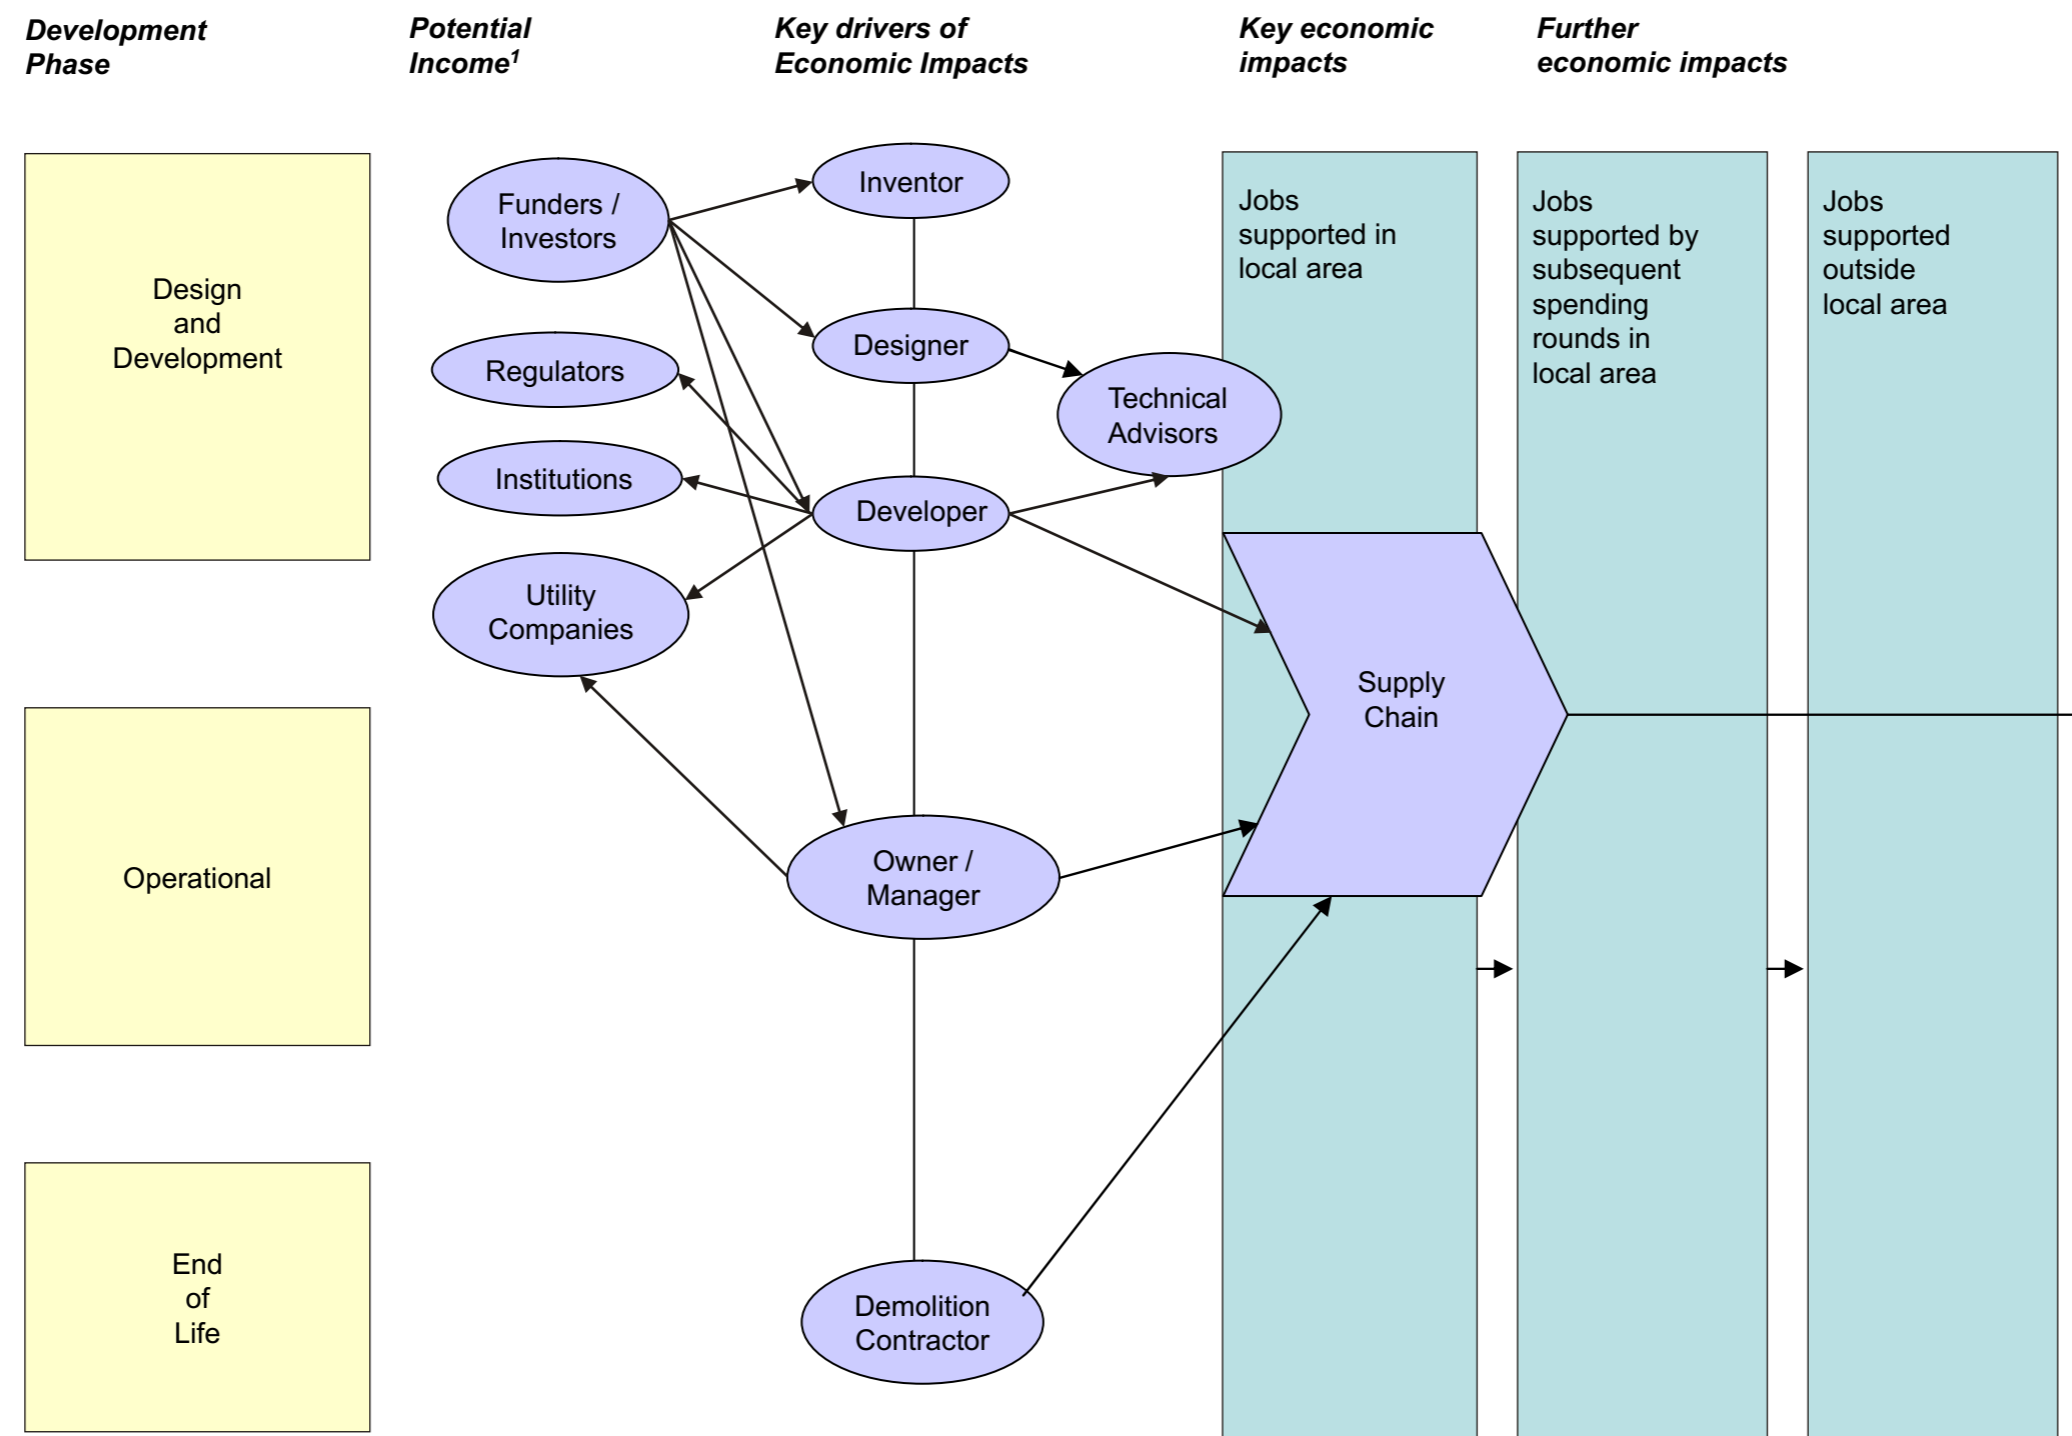 Development
Phase
Potential
Income¹
Key drivers of
Economic Impacts
Key economic
impacts
Further
economic impacts
Design
and
Development
Operational
End
of
Life
Funders /
Investors
Regulators
Institutions
Utility
Companies
Inventor
Designer
Developer
Owner /
Manager
Demolition
Contractor
Technical
Advisors
Jobs
supported in
local area
Supply
Chain
Jobs
supported by
subsequent
spending
rounds in
local area
Jobs
supported
outside
local area